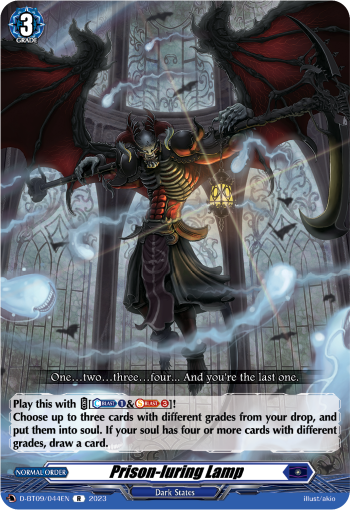 3
GRADE
One...two...three...four... And you're the last one.
Play this with [C-BLAST 1 & S-BLAST 3]!
Choose up to three cards with different grades from your drop, and
put them into soul. If your soul has four or more cards with different
grades, draw a card.
NORMAL ORDER
Prison-luring Lamp
Dark States
D-BT09/044EN R 2023
illust/akio